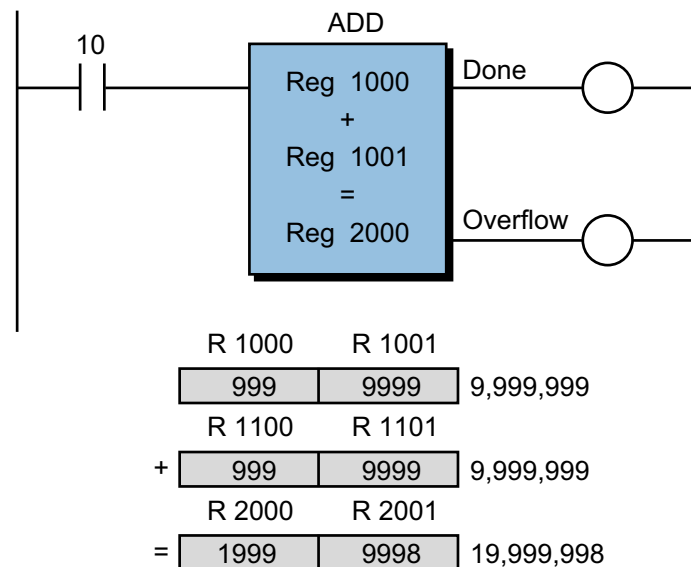 ADD
10
Reg 1000
+
Reg 1001
=
Reg 2000
Done
Overflow
R 1000 R 1001
999 9999 9,999,999
R 1100 R 1101
+ 999 9999 9,999,999
R 2000 R 2001
= 1999 9998 19,999,998